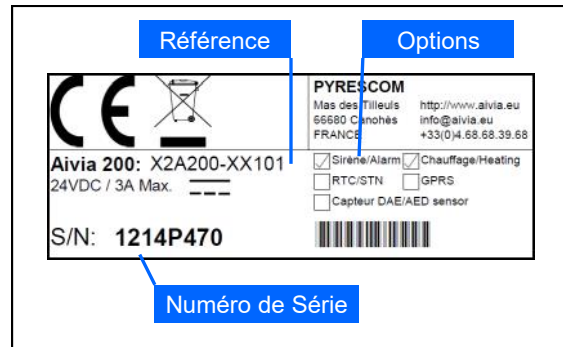 Référence
Options
CE
PYRESCOM
Mas des Tilleuls http://www.aivia.eu
66680 Canohès info@aivia.eu
FRANCE +33(0)4.68.68.39.68
Aivia 200: X2A200-XX101
24VDC / 3A Max.
Sirène/Alarm Chauffage/Heating
RTC/STN GPRS
Capteur DAE/AED sensor
S/N: 1214P470
Numéro de Série